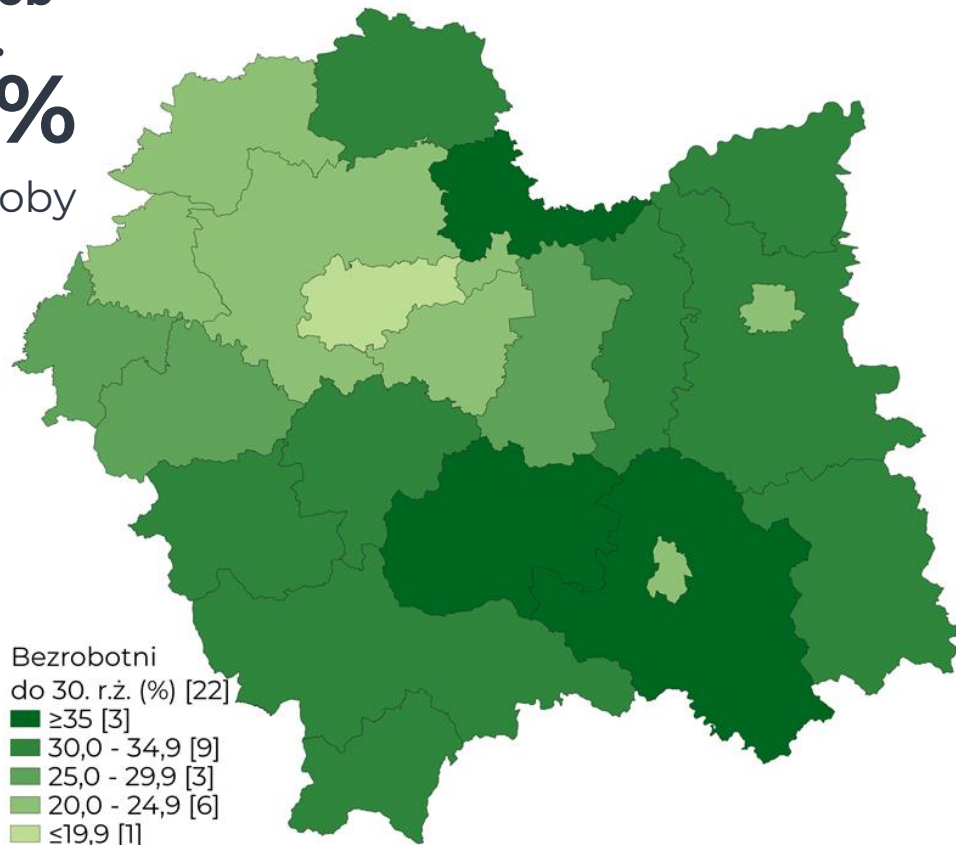 %
oby
Bezrobotni
do 30. r.ż. (%) [22]
≥35 [3]
30,0 - 34,9 [9]
25,0 - 29,9 [3]
20,0 - 24,9 [6]
≤19,9 [1]